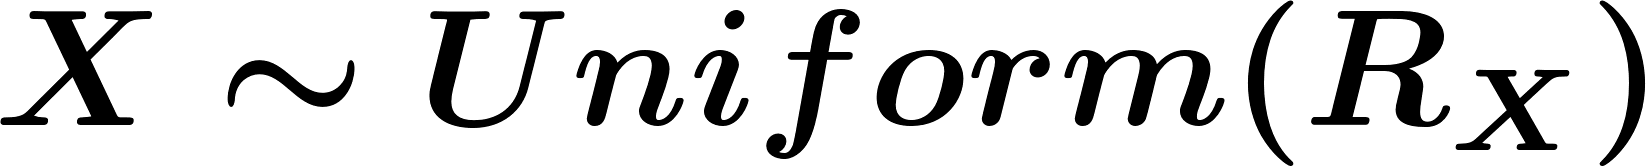 X ∼ Uniform(R_X)